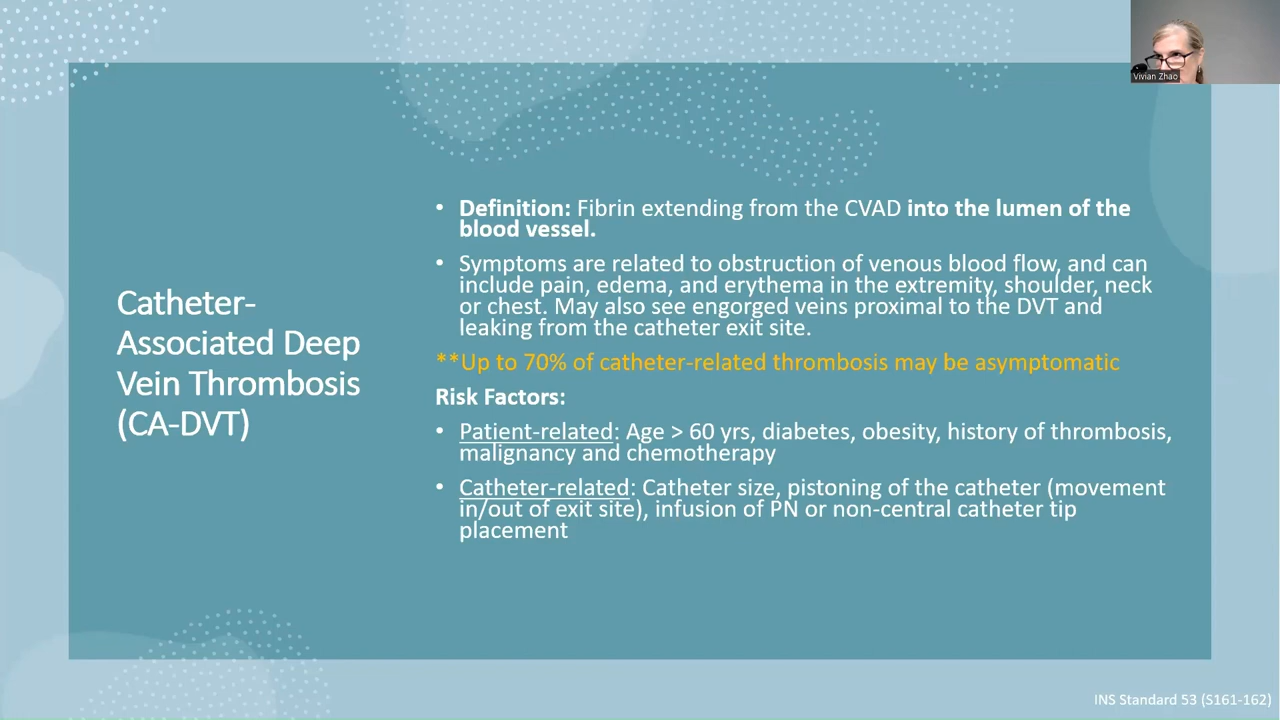 Vivian Zhao
Catheter-
Associated Deep
Vein Thrombosis
(CA-DVT)
• Definition: Fibrin extending from the CVAD into the lumen of the
blood vessel.
• Symptoms are related to obstruction of venous blood flow, and can
include pain, edema, and erythema in the extremity, shoulder, neck
or chest. May also see engorged veins proximal to the DVT and
leaking from the catheter exit site.
**Up to 70% of catheter-related thrombosis may be asymptomatic
Risk Factors:
• Patient-related: Age > 60 yrs, diabetes, obesity, history of thrombosis,
malignancy and chemotherapy
• Catheter-related: Catheter size, pistoning of the catheter (movement
in/out of exit site), infusion of PN or non-central catheter tip
placement
INS Standard 53 (S161-162)